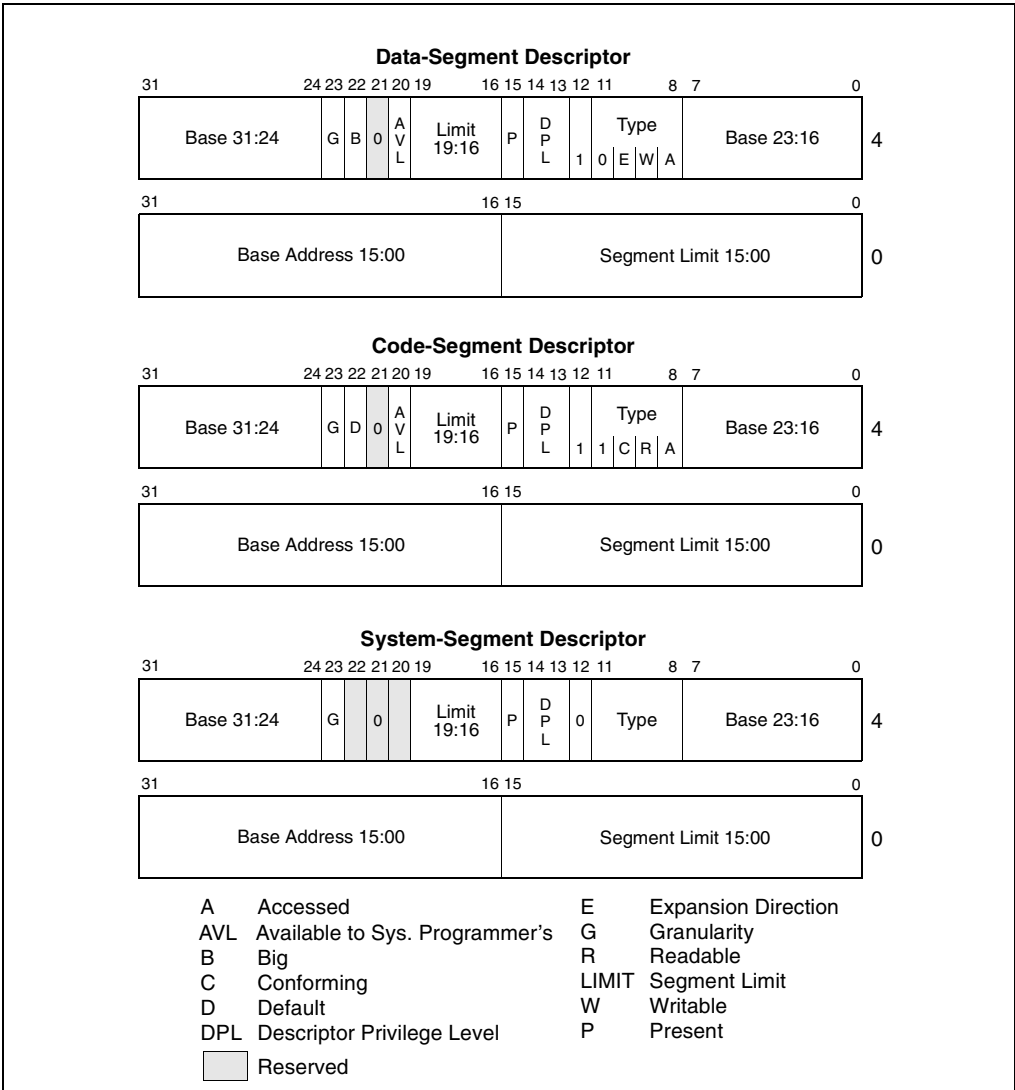 Data-Segment Descriptor
31 24 23 22 21 20 19 16 15 14 13 12 11 8 7 0
Base 31:24 G B 0 AVL Limit 19:16 P DPL 1 Type 0 E W A Base 23:16 4
31 16 15 0
Base Address 15:00 Segment Limit 15:00 0
Code-Segment Descriptor
31 24 23 22 21 20 19 16 15 14 13 12 11 8 7 0
Base 31:24 G D 0 AVL Limit 19:16 P DPL 1 Type 1 C R A Base 23:16 4
31 16 15 0
Base Address 15:00 Segment Limit 15:00 0
System-Segment Descriptor
31 24 23 22 21 20 19 16 15 14 13 12 11 8 7 0
Base 31:24 G 0 Limit 19:16 P DPL 0 Type Base 23:16 4
31 16 15 0
Base Address 15:00 Segment Limit 15:00 0
A Accessed
AVL Available to Sys. Programmer's
B Big
C Conforming
D Default
DPL Descriptor Privilege Level
Reserved
E Expansion Direction
G Granularity
R Readable
LIMIT Segment Limit
W Writable
P Present